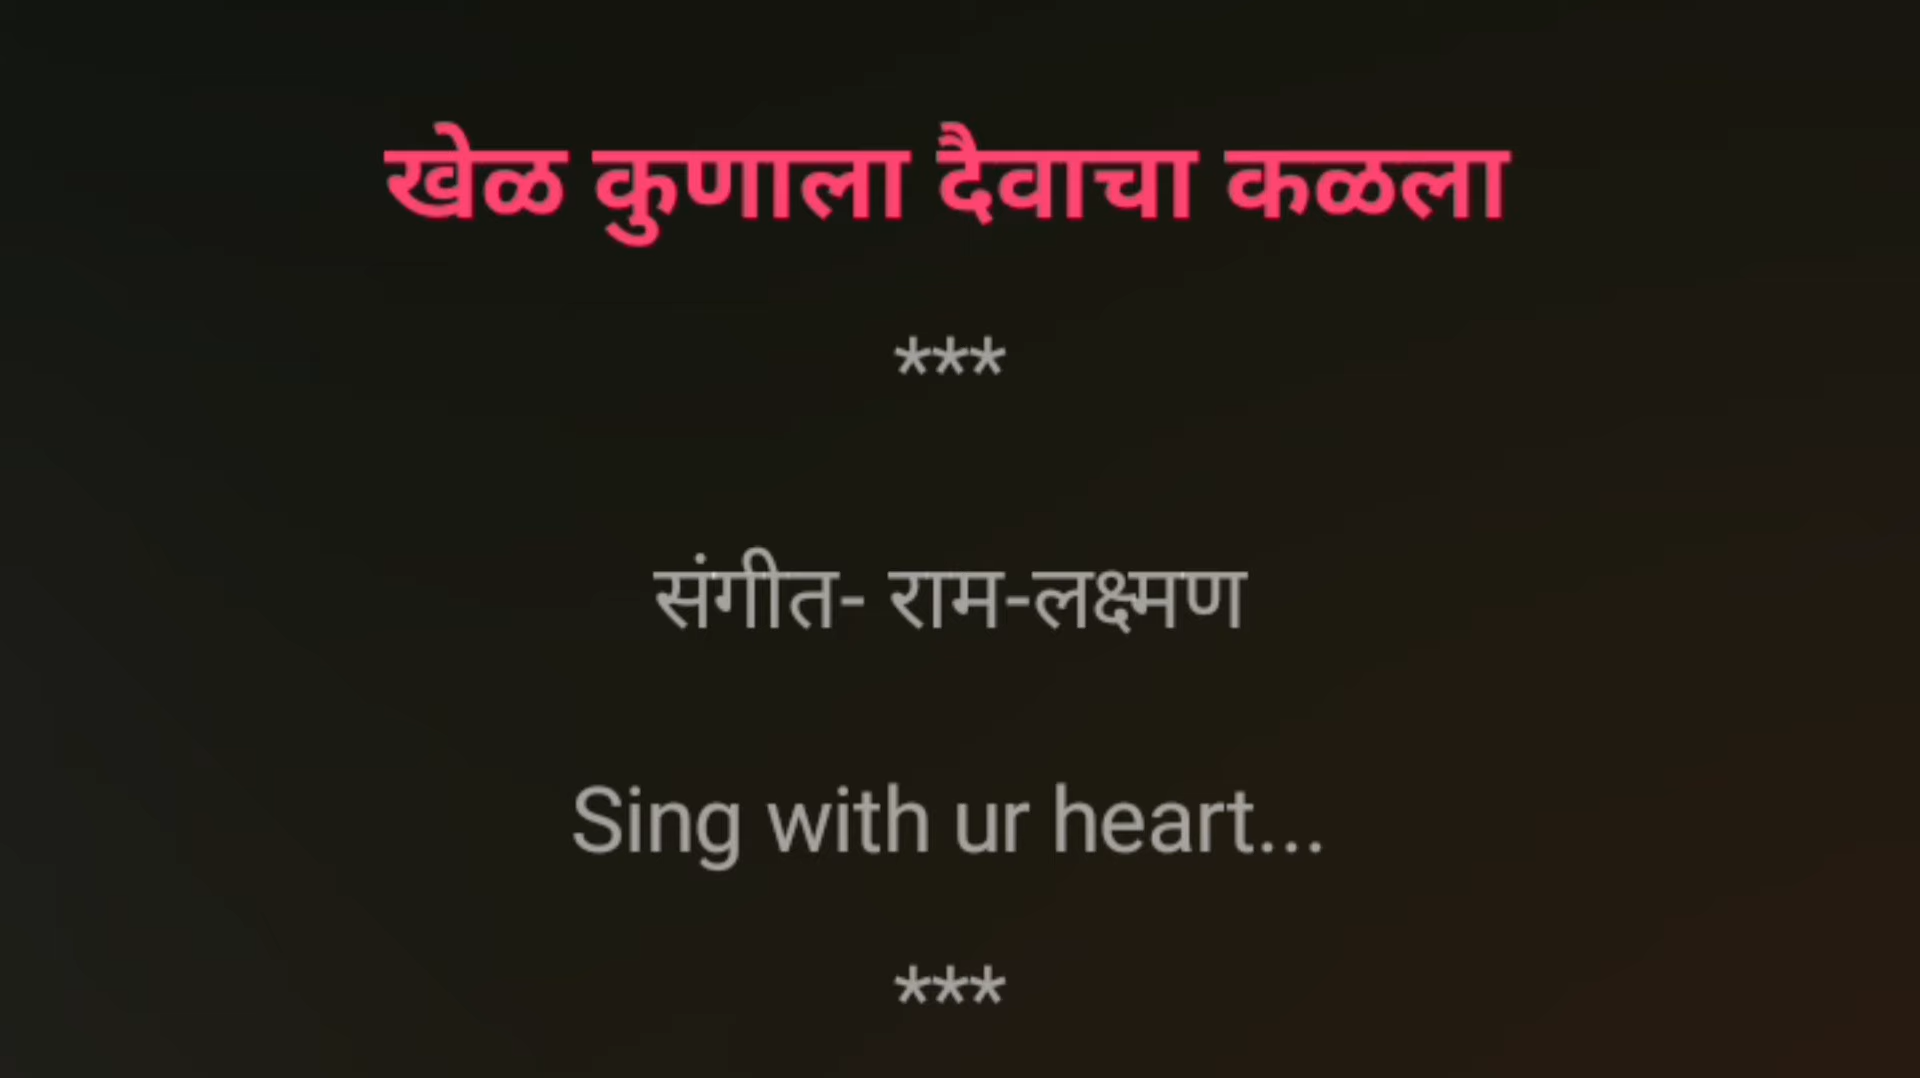 खेळ कुणाला दैवाचा कळला
***
संगीत- राम-लक्ष्मण
Sing with ur heart...
***